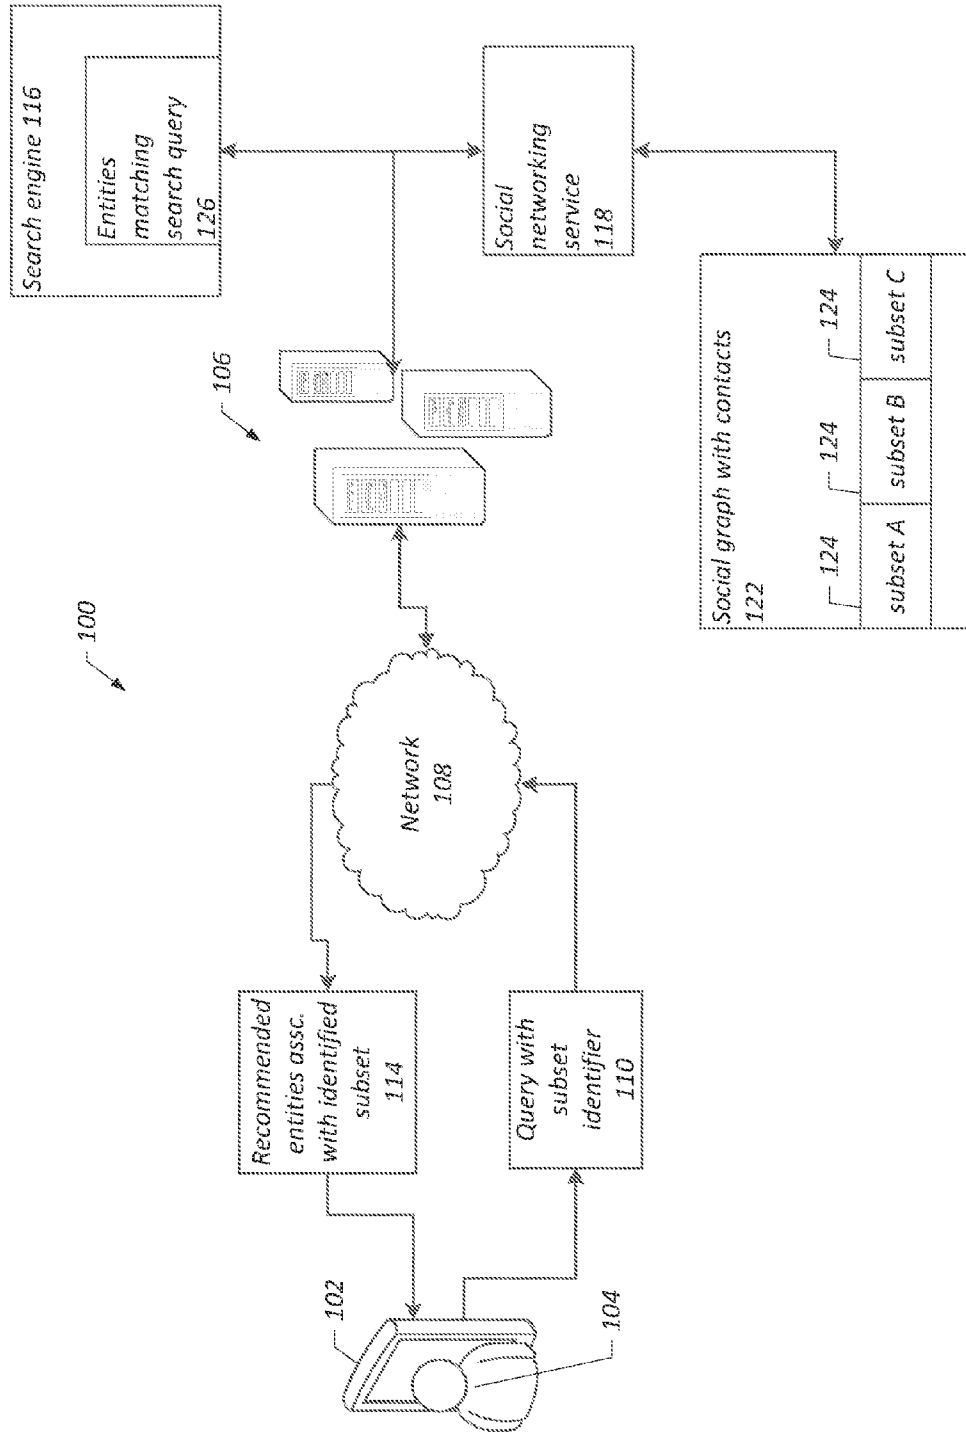 100
102
104
Recommended
entities assc.
with identified
subset
114
Query with
subset
identifier
110
Network
108
106
Search engine 116
Entities
matching
search query
126
Social
networking
service
118
Social graph with contacts
122
124
124
124
subset A
subset B
subset C